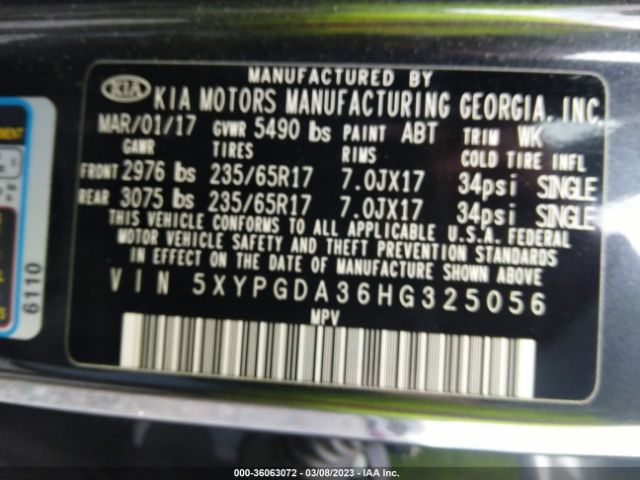 MANUFACTURED BY
KIA KIA MOTORS MANUFACTURING GEORGIA, INC.
MAR/01/17 GVWR 5490 lbs PAINT ABT TRIM WK
GAWR TIRES RIMS COLD TIRE INFL
FRONT 2976 lbs 235/65R17 7.0JX17 34psi SINGLE
REAR 3075 lbs 235/65R17 7.0JX17 34psi SINGLE
THIS VEHICLE CONFORMS TO ALL APPLICABLE U.S.A. FEDERAL
MOTOR VEHICLE SAFETY AND THEFT PREVENTION STANDARDS
IN EFFECT ON THE DATE OF MANUFACTURE SHOWN ABOVE
VIN 5XYPGDA36HG325056
MPV
6110
000-36063072 - 03/08/2023 - IAA Inc.